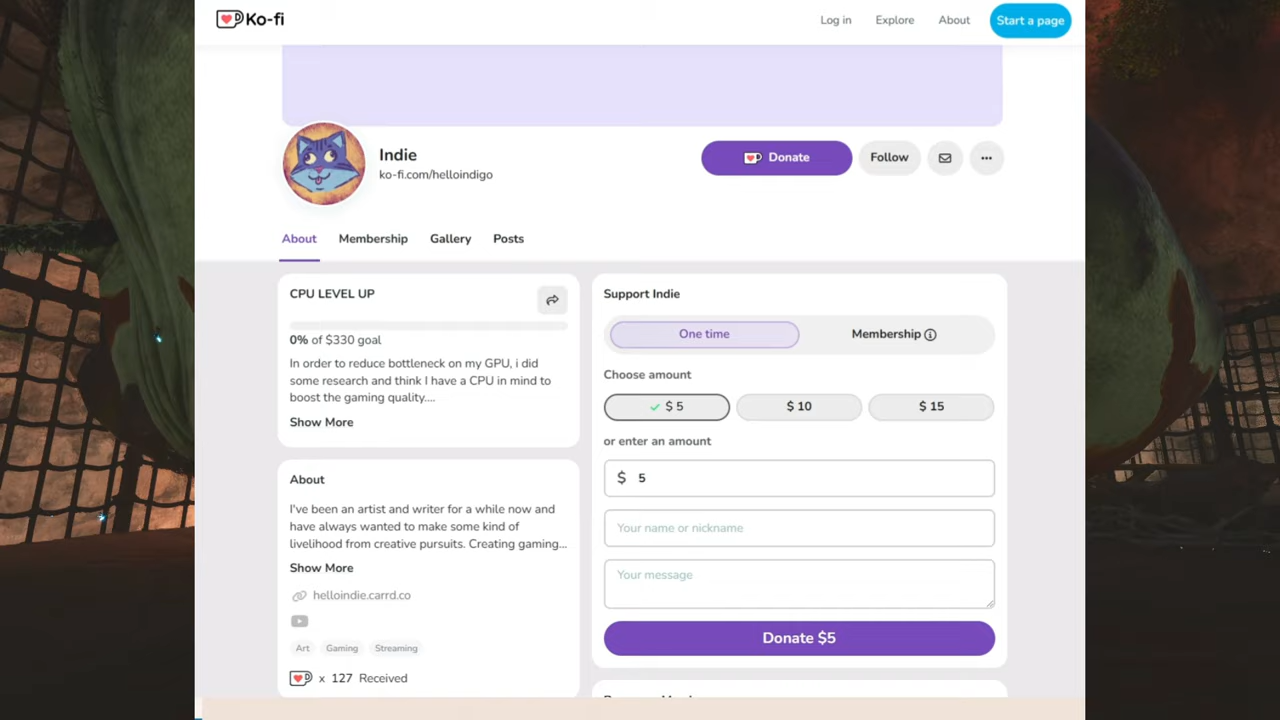 Ko-fi
Log in
Explore
About
Start a page
Indie
ko-fi.com/helloindigo
Donate
Follow
About
Membership
Gallery
Posts
CPU LEVEL UP
0% of $330 goal
In order to reduce bottleneck on my GPU, i did
some research and think I have a CPU in mind to
boost the gaming quality....
Show More
About
I've been an artist and writer for a while now and
have always wanted to make some kind of
livelihood from creative pursuits. Creating gaming...
Show More
helloindie.carrd.co
Art
Gaming
Streaming
x 127 Received
Support Indie
One time
Membership
Choose amount
$ 5
$ 10
$ 15
or enter an amount
$ 5
Your name or nickname
Your message
Donate $5